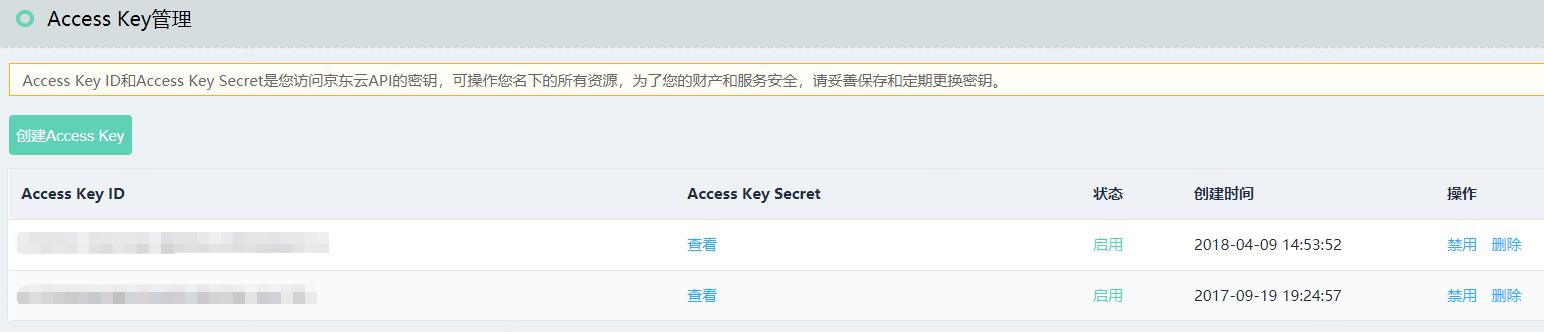 Access Key管理
Access Key ID和Access Key Secret是您访问京东云API的密钥，可操作您名下的所有资源，为了您的财产和服务安全，请妥善保存和定期更换密钥。
创建Access Key
Access Key ID Access Key Secret 状态 创建时间 操作
查看 启用 2018-04-09 14:53:52 禁用 删除
查看 启用 2017-09-19 19:24:57 禁用 删除